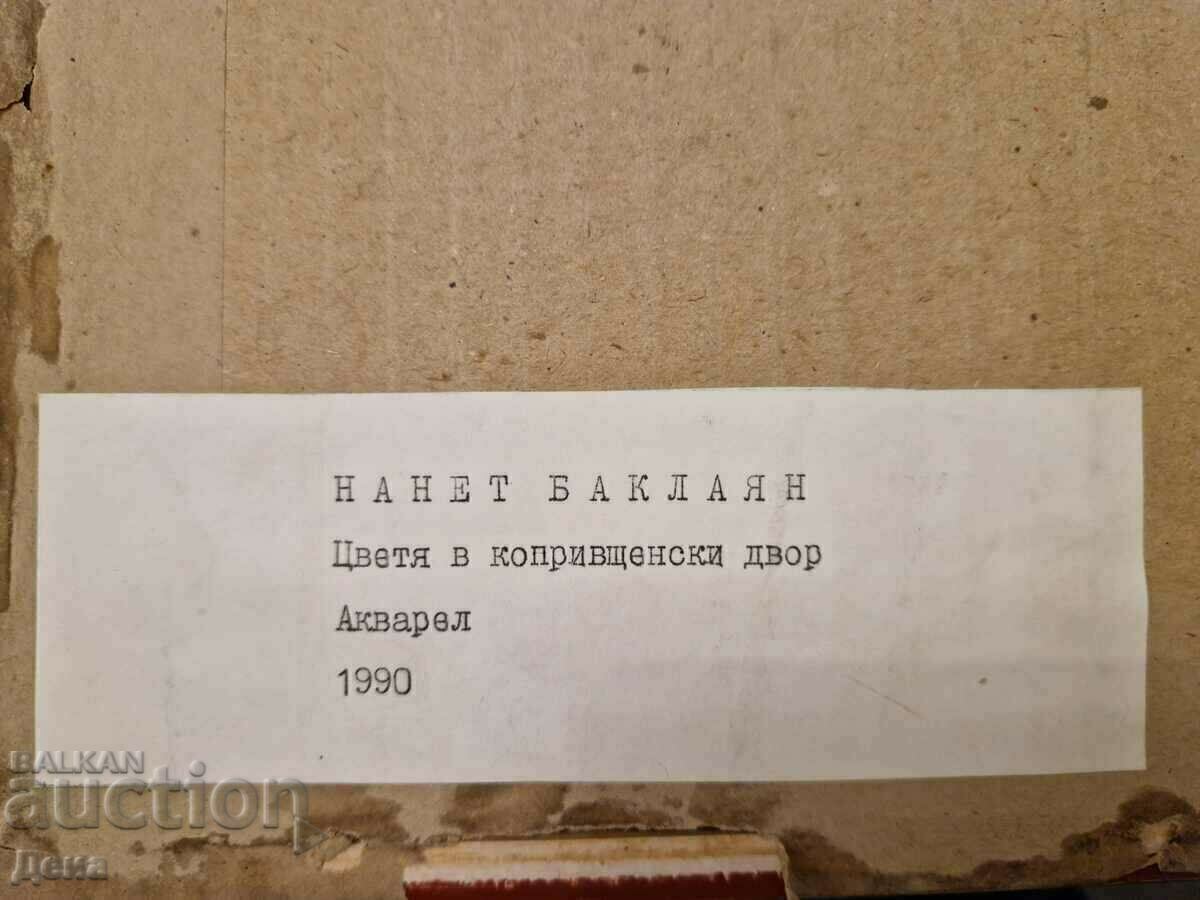 НАНЕТ БАКЛАЯН
Цветя в копривщенски двор
Акварел
1990
BALKAN
auction
Дена